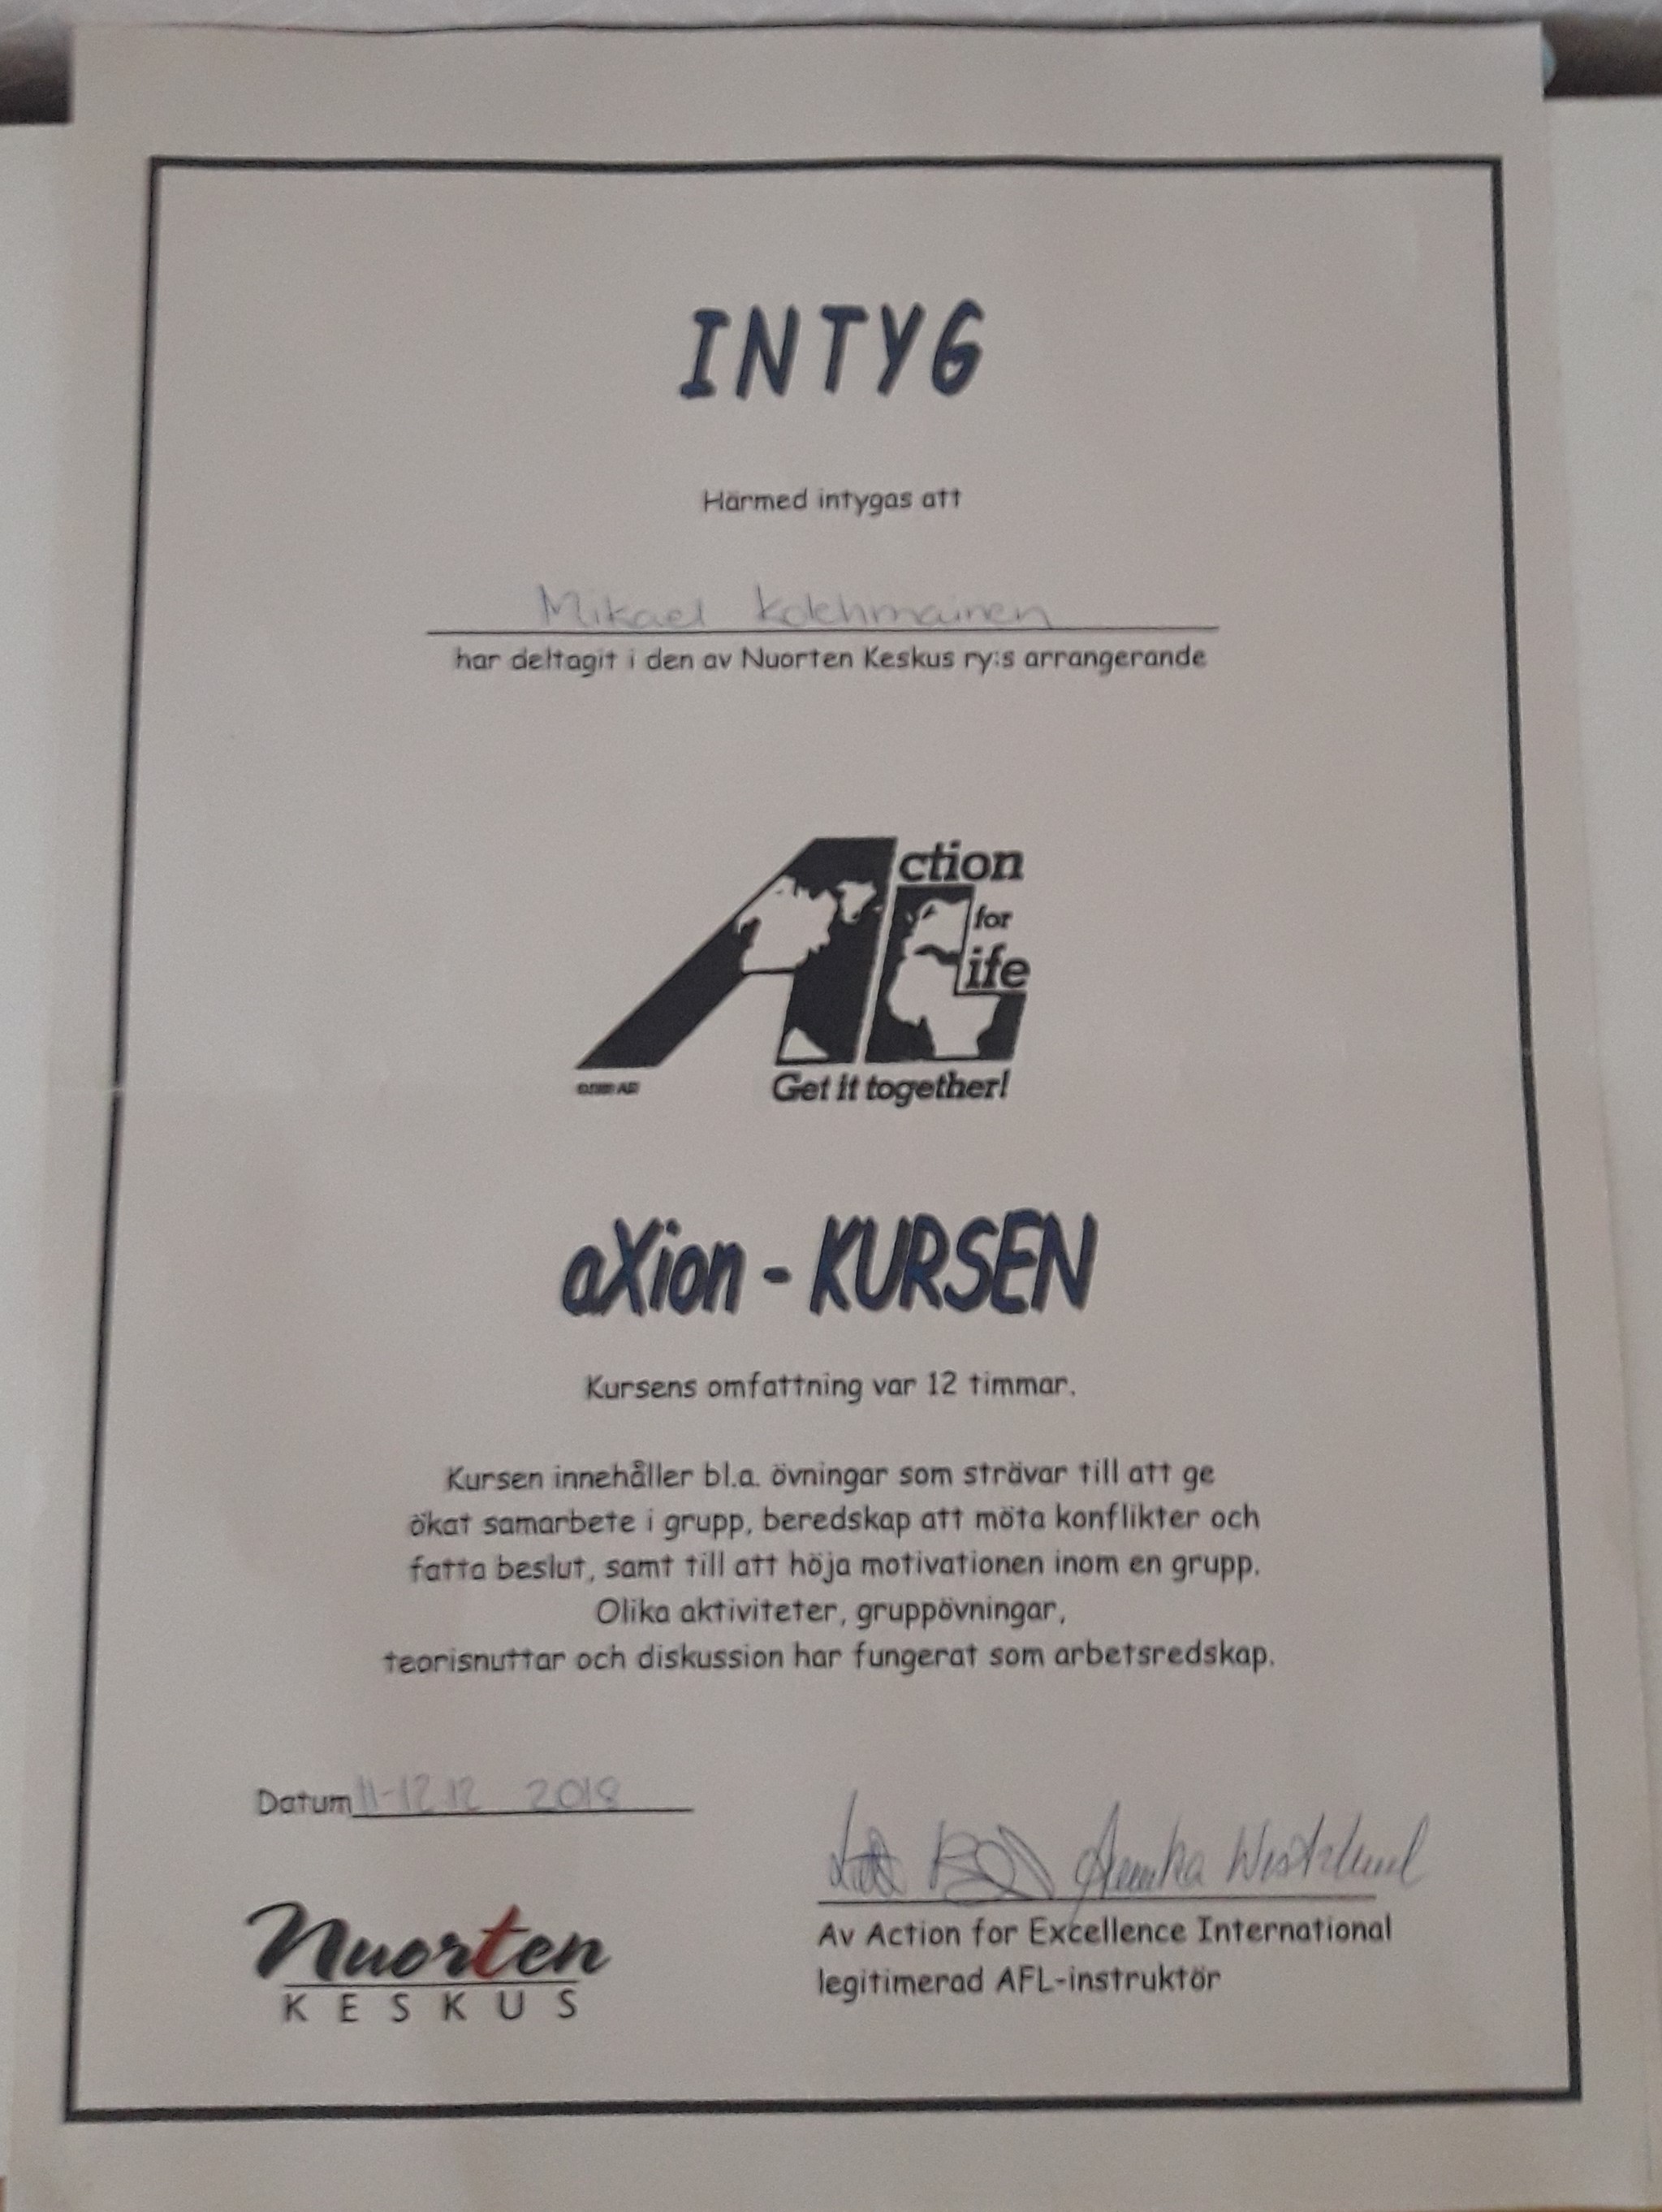 INTYG
Härmed intygas att
Mikael Kolehmainen
har deltagit i den av Nuorten Keskus ry:s arrangerande
Action
for
Life
Get it together!
aXion - KURSEN
Kursens omfattning var 12 timmar.
Kursen innehåller bl.a. övningar som strävar till att ge
ökat samarbete i grupp, beredskap att möta konflikter och
fatta beslut, samt till att höja motivationen inom en grupp.
Olika aktiviteter, gruppövningar,
teorisnuttar och diskussion har fungerat som arbetsredskap.
Datum 11-12.12 2018
Annika Westerlund
Av Action for Excellence International
legitimerad AFL-instruktör
Nuorten
KESKUS